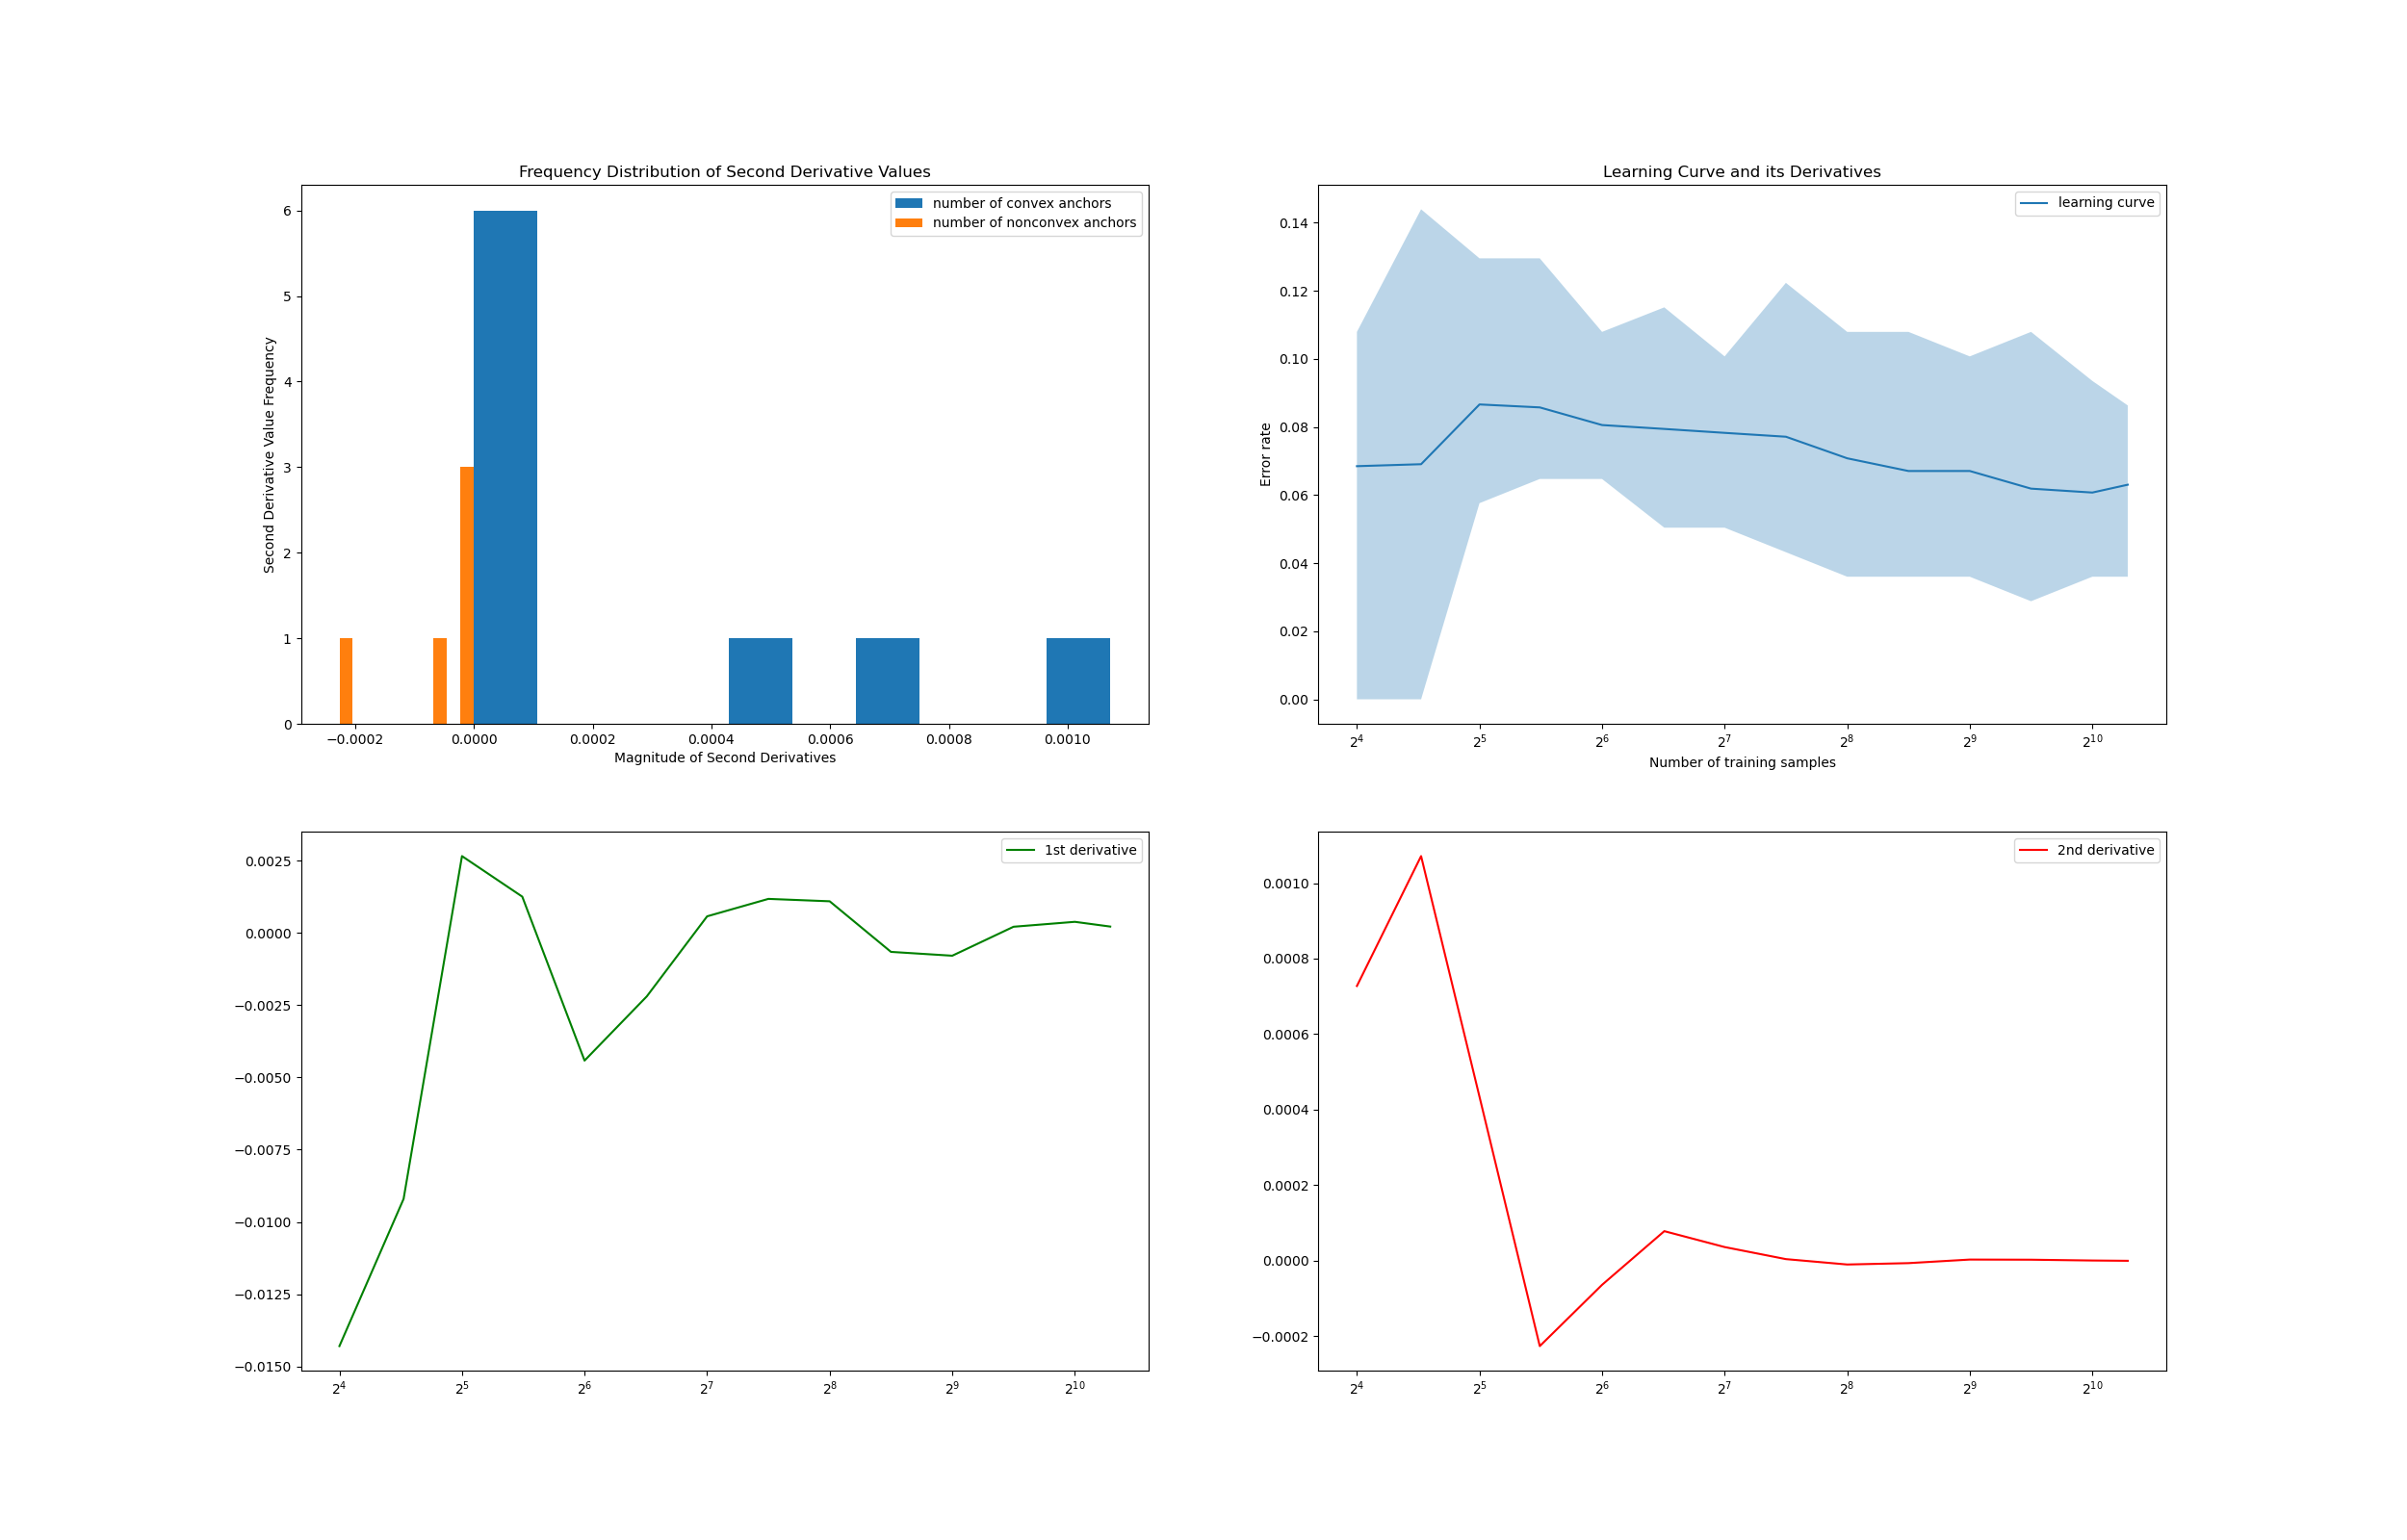 Frequency Distribution of Second Derivative Values
number of convex anchors
number of nonconvex anchors
6
5
4
3
2
1
0
Second Derivative Value Frequency
−0.0002 0.0000 0.0002 0.0004 0.0006 0.0008 0.0010
Magnitude of Second Derivatives
Learning Curve and its Derivatives
learning curve
0.14
0.12
0.10
0.08
0.06
0.04
0.02
0.00
Error rate
2^4 2^5 2^6 2^7 2^8 2^9 2^10
Number of training samples
1st derivative
0.0025
0.0000
−0.0025
−0.0050
−0.0075
−0.0100
−0.0125
−0.0150
2^4 2^5 2^6 2^7 2^8 2^9 2^10
2nd derivative
0.0010
0.0008
0.0006
0.0004
0.0002
0.0000
−0.0002
2^4 2^5 2^6 2^7 2^8 2^9 2^10